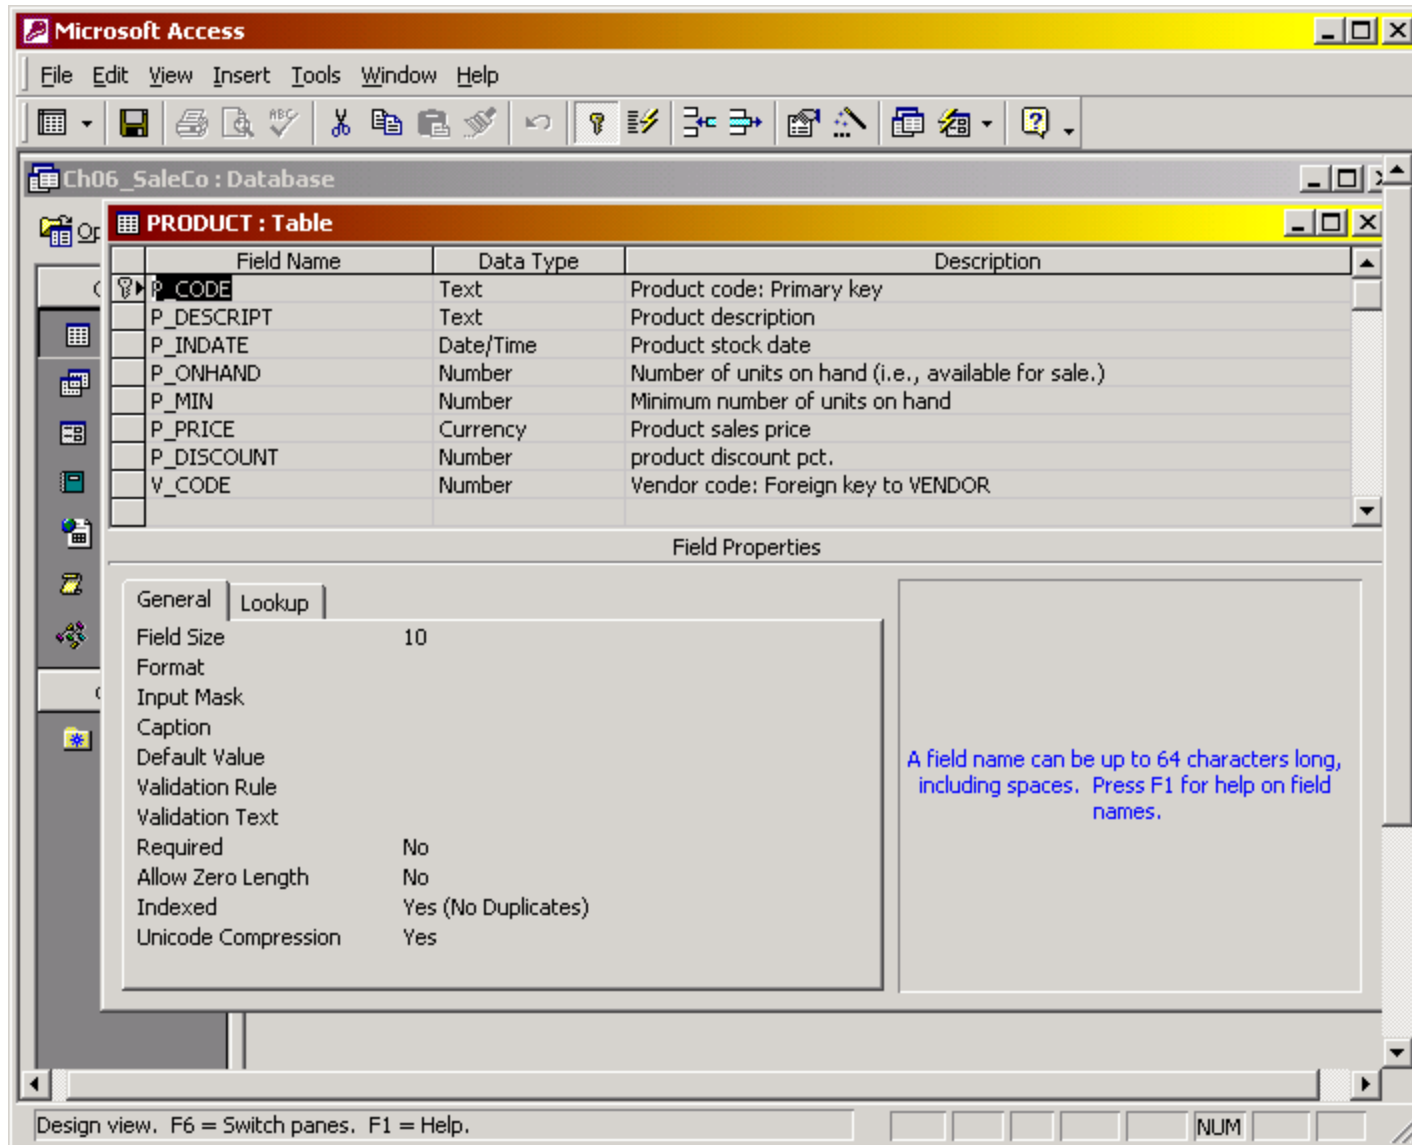 Microsoft Access
File Edit View Insert Tools Window Help
ABC
Ch06_SaleCo : Database
Op
PRODUCT : Table
Field Name Data Type Description
P_CODE Text Product code: Primary key
P_DESCRIPT Text Product description
P_INDATE Date/Time Product stock date
P_ONHAND Number Number of units on hand (i.e., available for sale.)
P_MIN Number Minimum number of units on hand
P_PRICE Currency Product sales price
P_DISCOUNT Number product discount pct.
V_CODE Number Vendor code: Foreign key to VENDOR
Field Properties
General Lookup
Field Size 10
Format
Input Mask
Caption
Default Value
Validation Rule
Validation Text
Required No
Allow Zero Length No
Indexed Yes (No Duplicates)
Unicode Compression Yes
A field name can be up to 64 characters long,
including spaces. Press F1 for help on field
names.
Design view. F6 = Switch panes. F1 = Help.
NUM